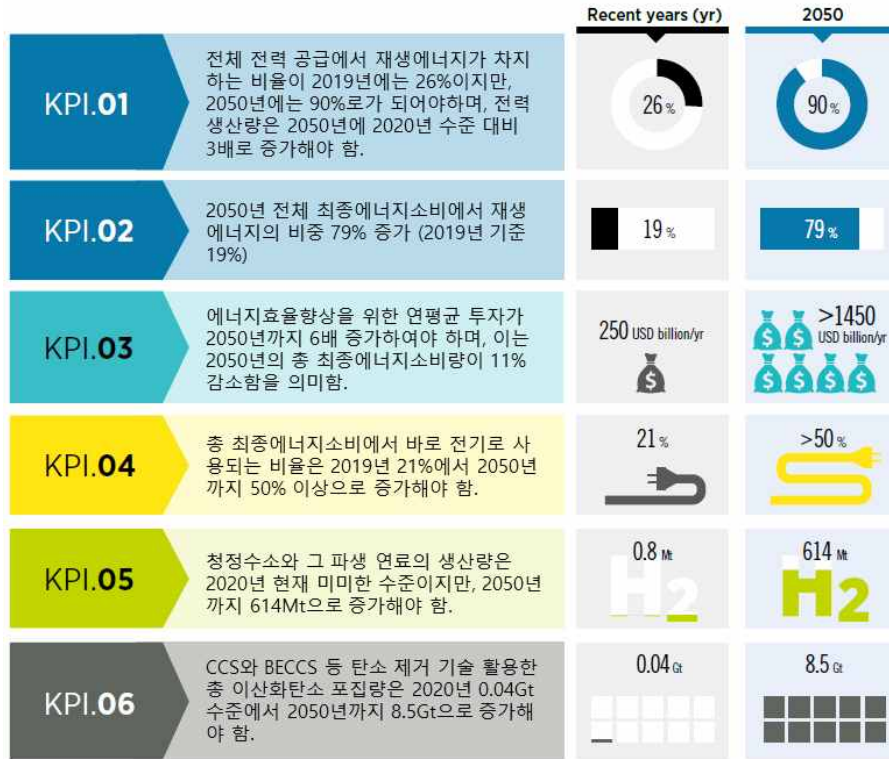 Recent years (yr)
2050
KPI.01
전체 전력 공급에서 재생에너지가 차지
하는 비율이 2019년에는 26%이지만,
2050년에는 90%로가 되어야하며, 전력
생산량은 2050년에 2020년 수준 대비
3배로 증가해야 함.
26 %
90 %
KPI.02
2050년 전체 최종에너지소비에서 재생
에너지의 비중 79% 증가 (2019년 기준
19%)
19 %
79 %
KPI.03
에너지효율향상을 위한 연평균 투자가
2050년까지 6배 증가하여야 하며, 이는
2050년의 총 최종에너지소비량이 11%
감소함을 의미함.
250 USD billion/yr
$
>1450
USD billion/yr
$ $
$ $ $ $
KPI.04
총 최종에너지소비에서 바로 전기로 사
용되는 비율은 2019년 21%에서 2050년
까지 50% 이상으로 증가해야 함.
21 %
>50 %
KPI.05
청정수소와 그 파생 연료의 생산량은
2020년 현재 미미한 수준이지만, 2050년
까지 614Mt으로 증가해야 함.
0.8 Mt
H2
614 Mt
H2
KPI.06
CCS와 BECCS 등 탄소 제거 기술 활용한
총 이산화탄소 포집량은 2020년 0.04Gt
수준에서 2050년까지 8.5Gt으로 증가해
야 함.
0.04 Gt
8.5 Gt